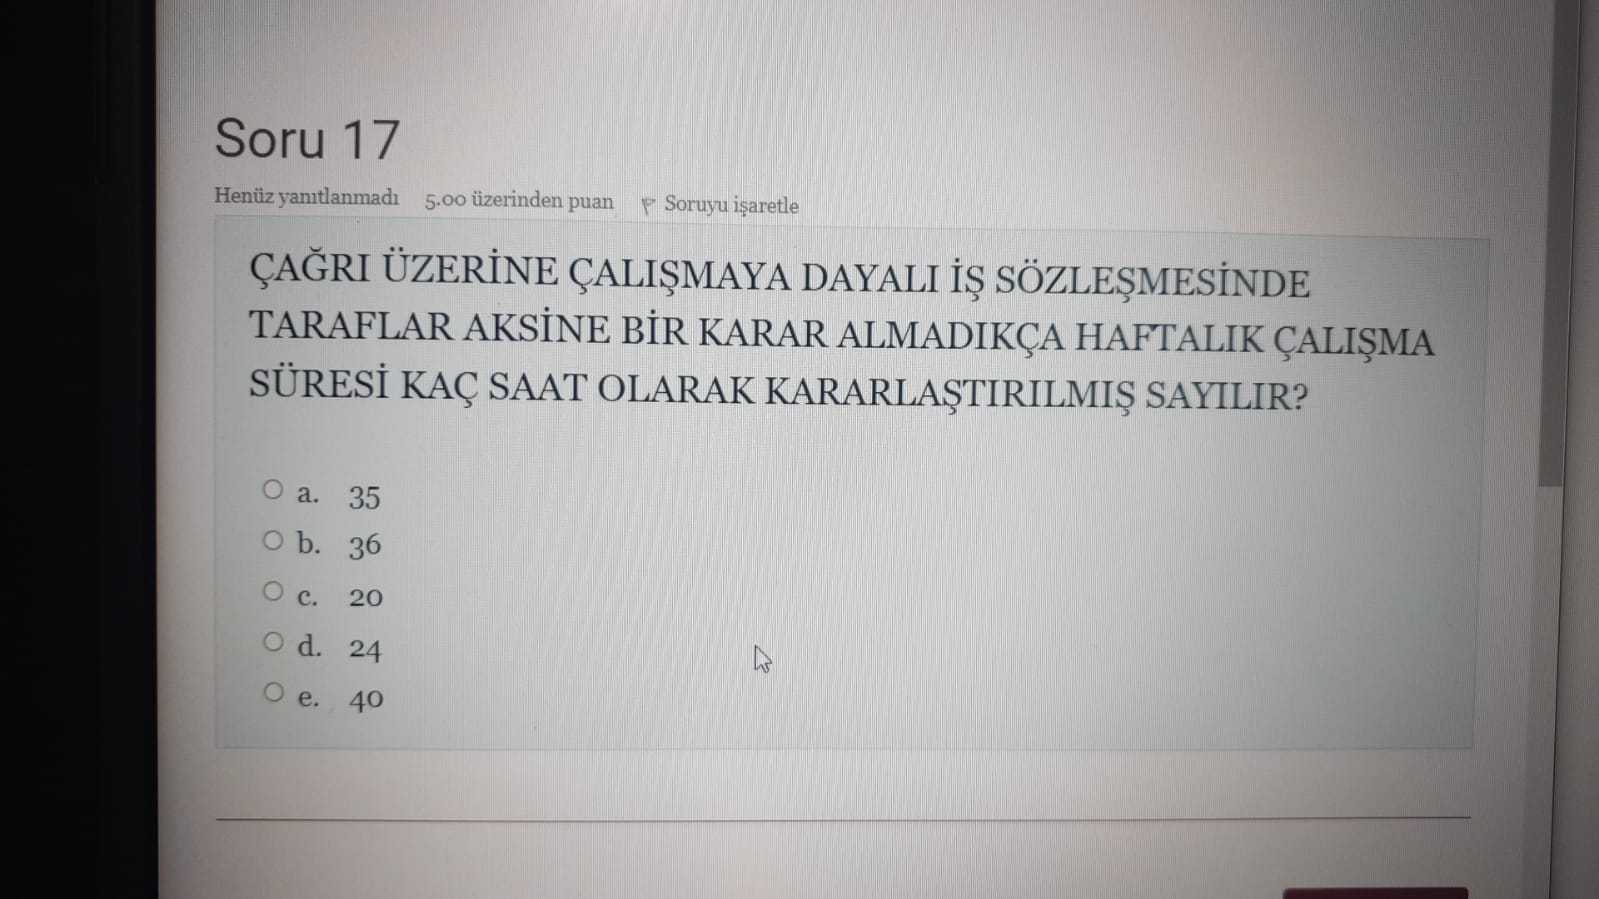 Soru 17
Henüz yanıtlanmadı 5.00 üzerinden puan Soruyu işaretle
ÇAĞRI ÜZERİNE ÇALIŞMAYA DAYALI İŞ SÖZLEŞMESİNDE
TARAFLAR AKSİNE BİR KARAR ALMADIKÇA HAFTALIK ÇALIŞMA
SÜRESİ KAÇ SAAT OLARAK KARARLAŞTIRILMIŞ SAYILIR?
a. 35
b. 36
c. 20
d. 24
e. 40